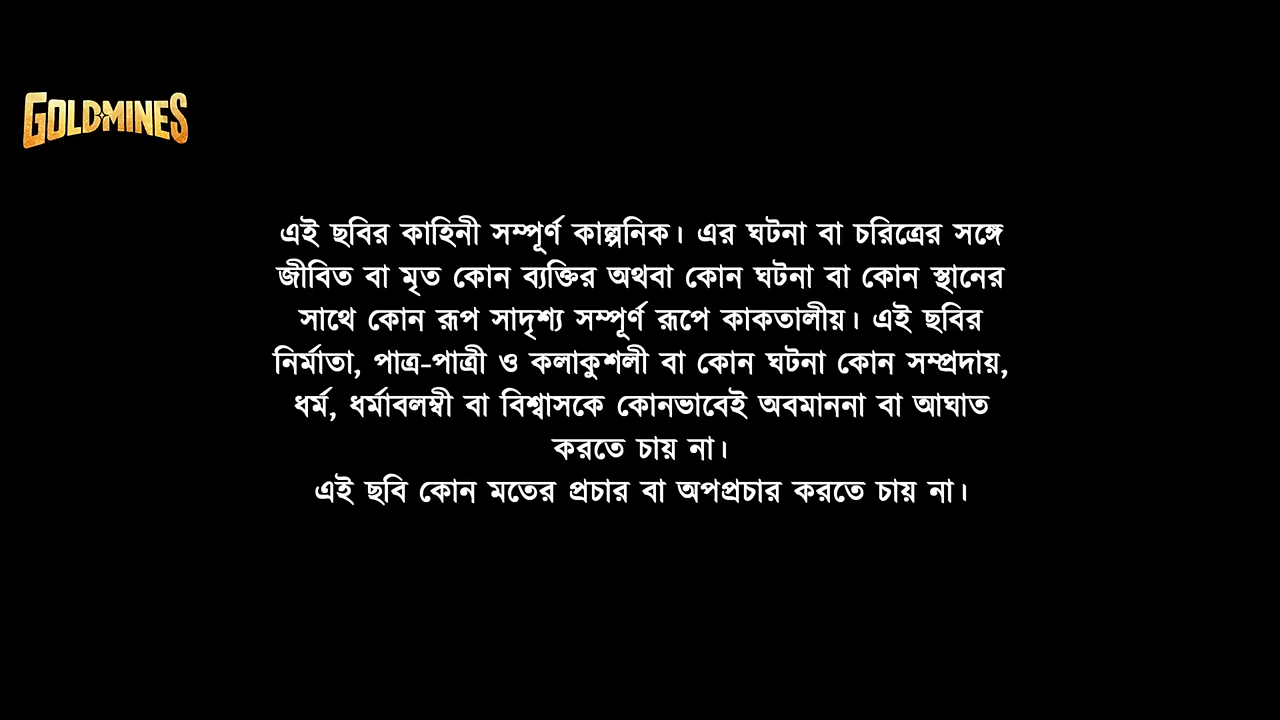 GOLDMINES
এই ছবির কাহিনী সম্পূর্ণ কাল্পনিক। এর ঘটনা বা চরিত্রের সঙ্গে
জীবিত বা মৃত কোন ব্যক্তির অথবা কোন ঘটনা বা কোন স্থানের
সাথে কোন রূপ সাদৃশ্য সম্পূর্ণ রূপে কাকতালীয়। এই ছবির
নির্মাতা, পাত্র-পাত্রী ও কলাকুশলী বা কোন ঘটনা কোন সম্প্রদায়,
ধর্ম, ধর্মাবলম্বী বা বিশ্বাসকে কোনভাবেই অবমাননা বা আঘাত
করতে চায় না।
এই ছবি কোন মতের প্রচার বা অপপ্রচার করতে চায় না।